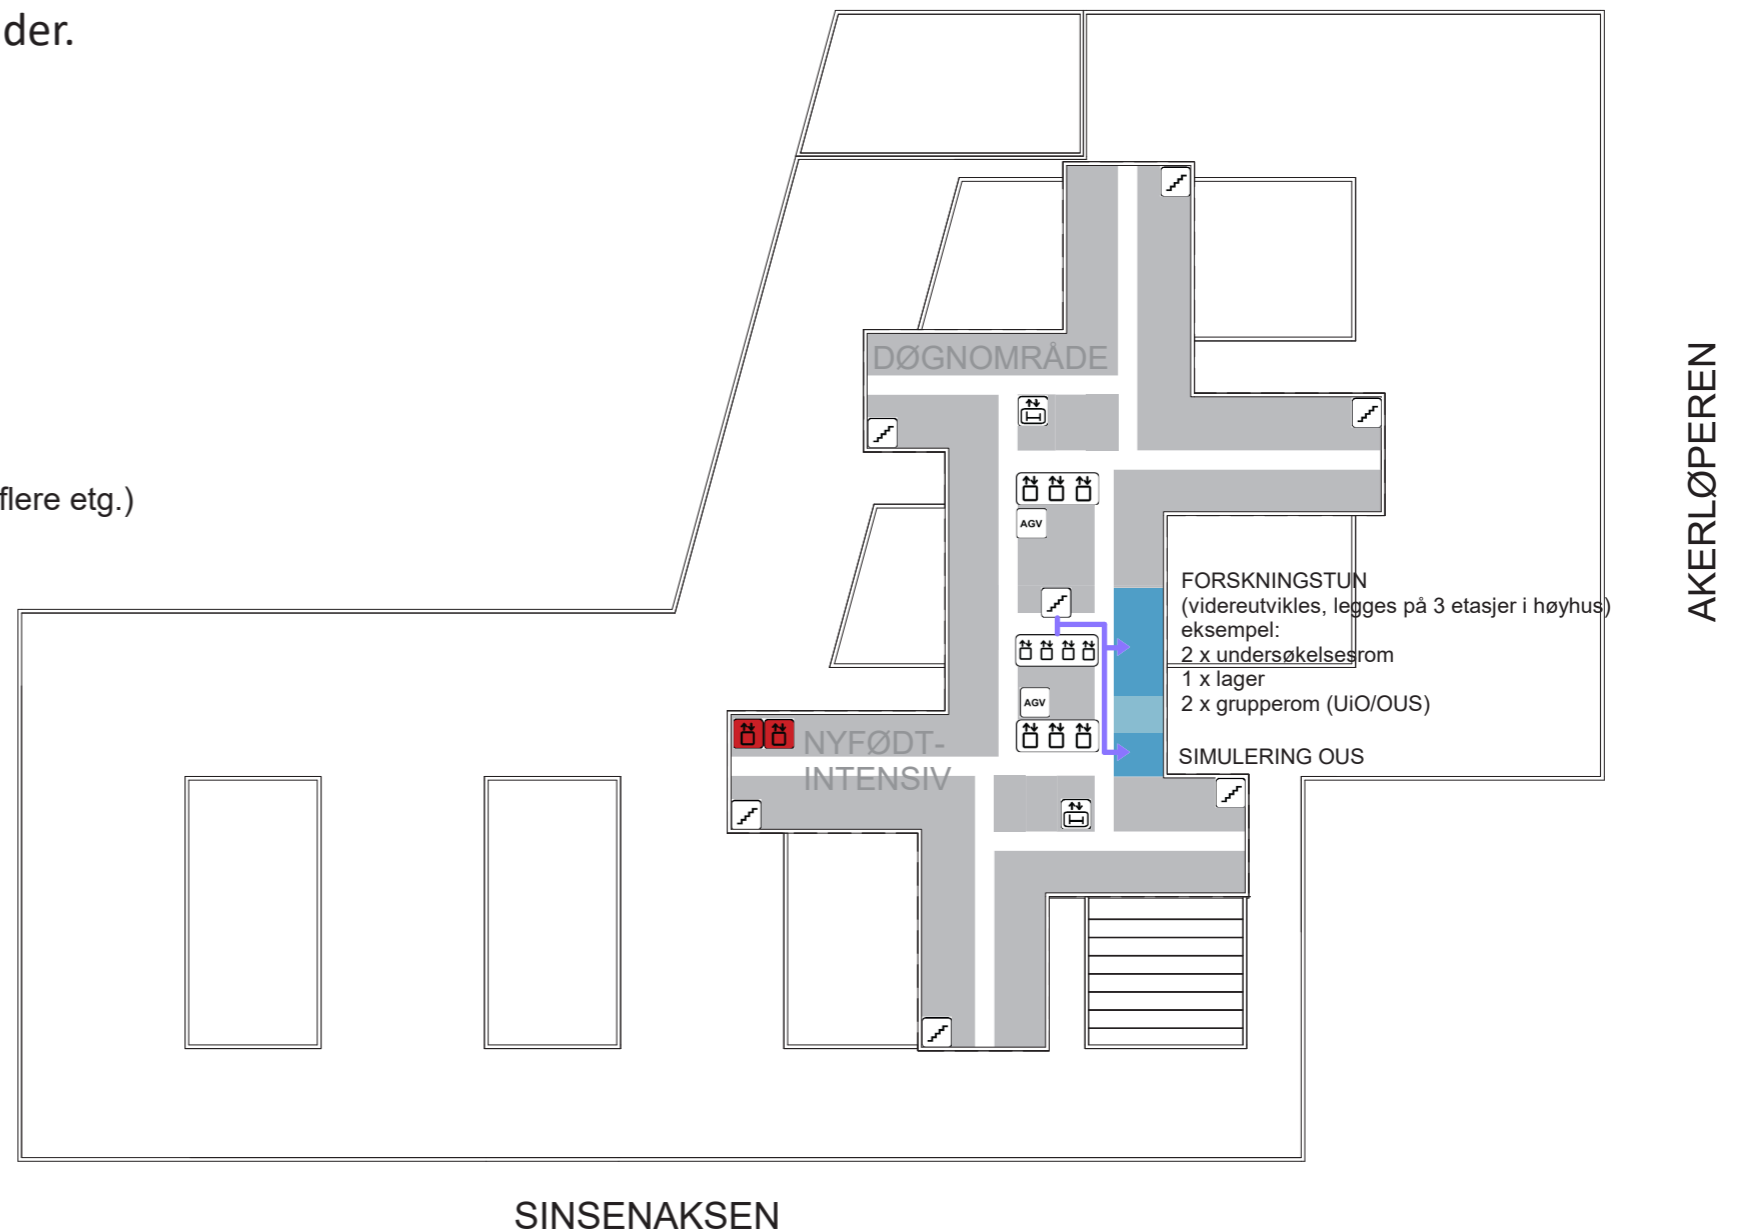 der.
flere etg.)
DØGNOMRÅDE
AGV
FORSKNINGSTUN
(videreutvikles, legges på 3 etasjer i høyhus)
eksempel:
2 x undersøkelsesrom
1 x lager
2 x grupperom (UiO/OUS)
AGV
NYFØDT-
INTENSIV
SIMULERING OUS
AKERLØPEREN
SINSENAKSEN